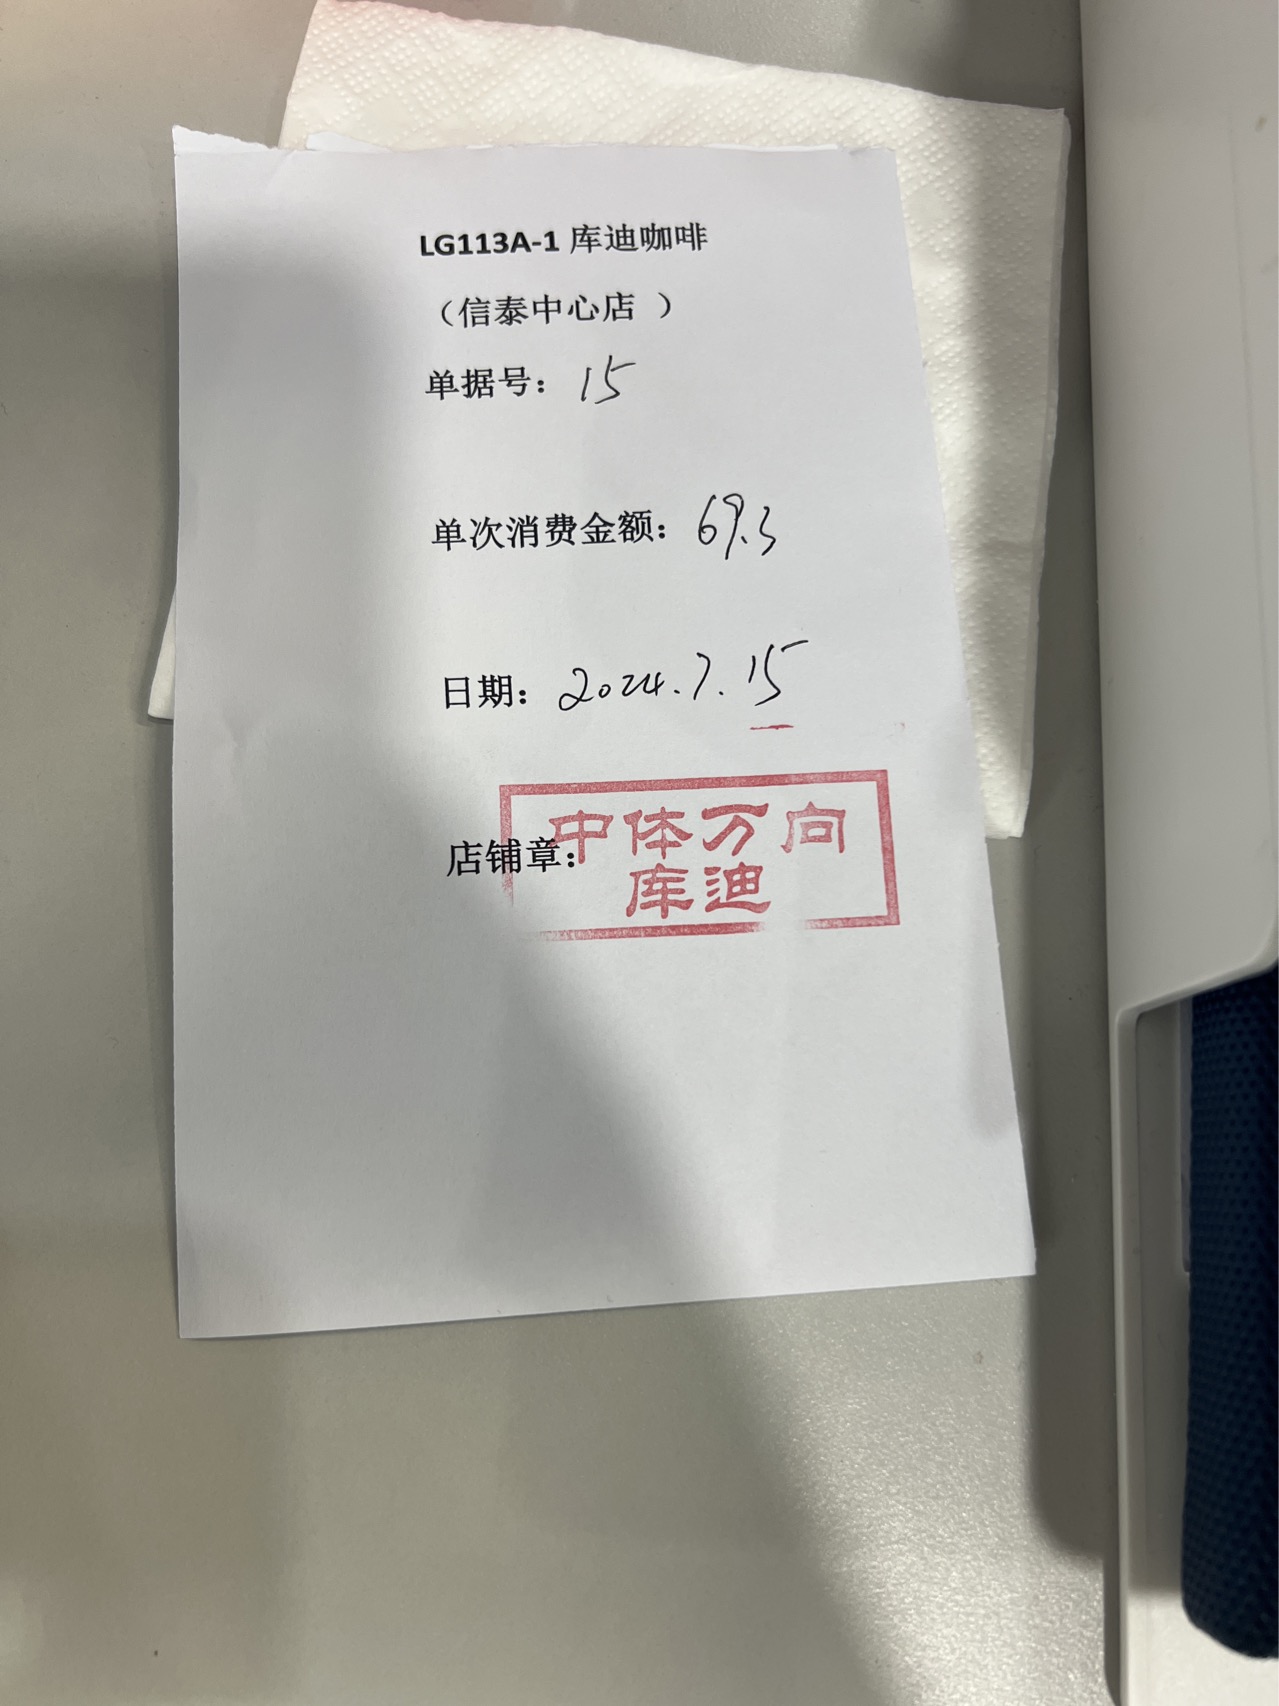 LG113A-1 库迪咖啡
（信泰中心店 ）
单据号：15
单次消费金额：69.3
日期：2024.7.15
店铺章：
中体万向
库迪